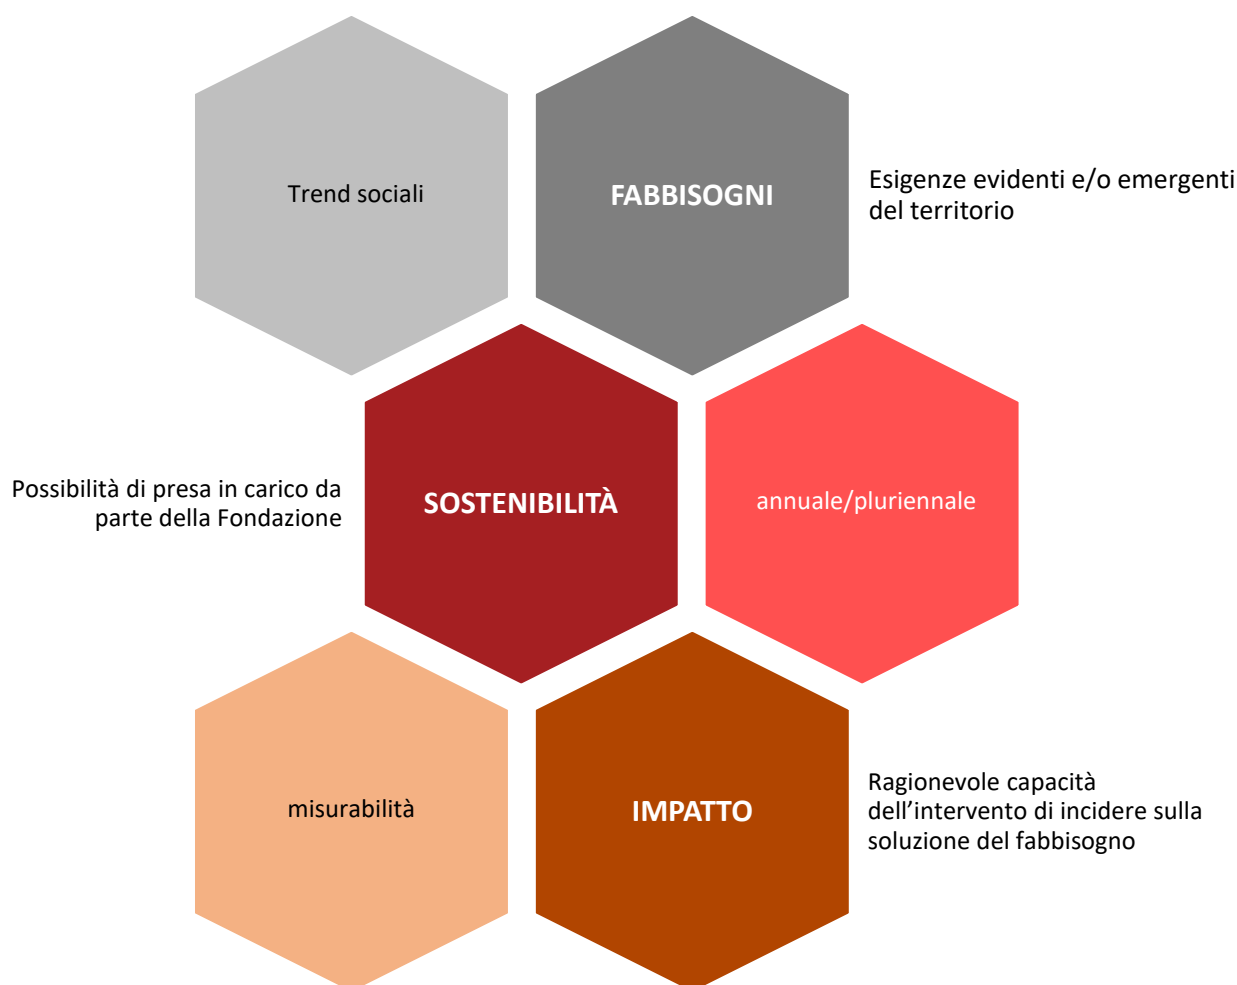 Trend sociali
FABBISOGNI
Esigenze evidenti e/o emergenti
del territorio
Possibilità di presa in carico da
parte della Fondazione
SOSTENIBILITÀ
annuale/pluriennale
misurabilità
IMPATTO
Ragionevole capacità
dell’intervento di incidere sulla
soluzione del fabbisogno